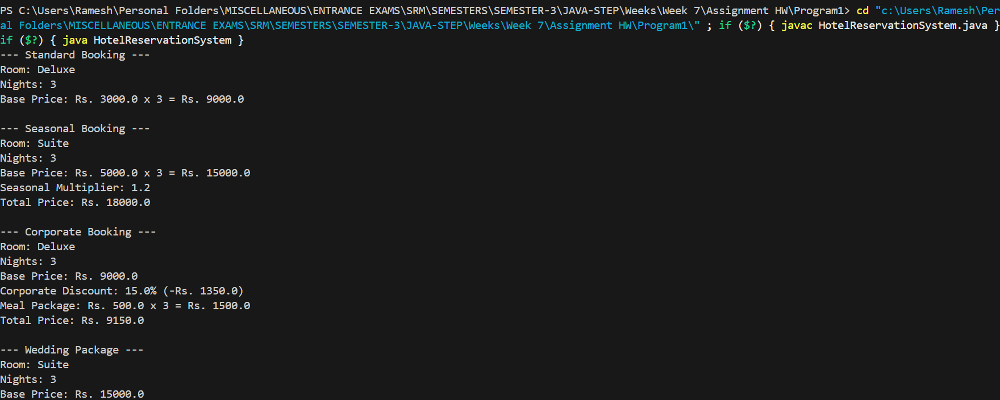 PS C:\Users\Ramesh\Personal Folders\MISCELLANEOUS\ENTRANCE EXAMS\SRM\SEMESTERS\SEMESTER-3\JAVA-STEP\Weeks\Week 7\Assignment HW\Program1> cd "c:\Users\Ramesh\Per
al Folders\MISCELLANEOUS\ENTRANCE EXAMS\SRM\SEMESTERS\SEMESTER-3\JAVA-STEP\Weeks\Week 7\Assignment HW\Program1\" ; if ($?) { javac HotelReservationSystem.java }
if ($?) { java HotelReservationSystem }
--- Standard Booking ---
Room: Deluxe
Nights: 3
Base Price: Rs. 3000.0 x 3 = Rs. 9000.0
--- Seasonal Booking ---
Room: Suite
Nights: 3
Base Price: Rs. 5000.0 x 3 = Rs. 15000.0
Seasonal Multiplier: 1.2
Total Price: Rs. 18000.0
--- Corporate Booking ---
Room: Deluxe
Nights: 3
Base Price: Rs. 9000.0
Corporate Discount: 15.0% (-Rs. 1350.0)
Meal Package: Rs. 500.0 x 3 = Rs. 1500.0
Total Price: Rs. 9150.0
--- Wedding Package ---
Room: Suite
Nights: 3
Base Price: Rs. 15000.0